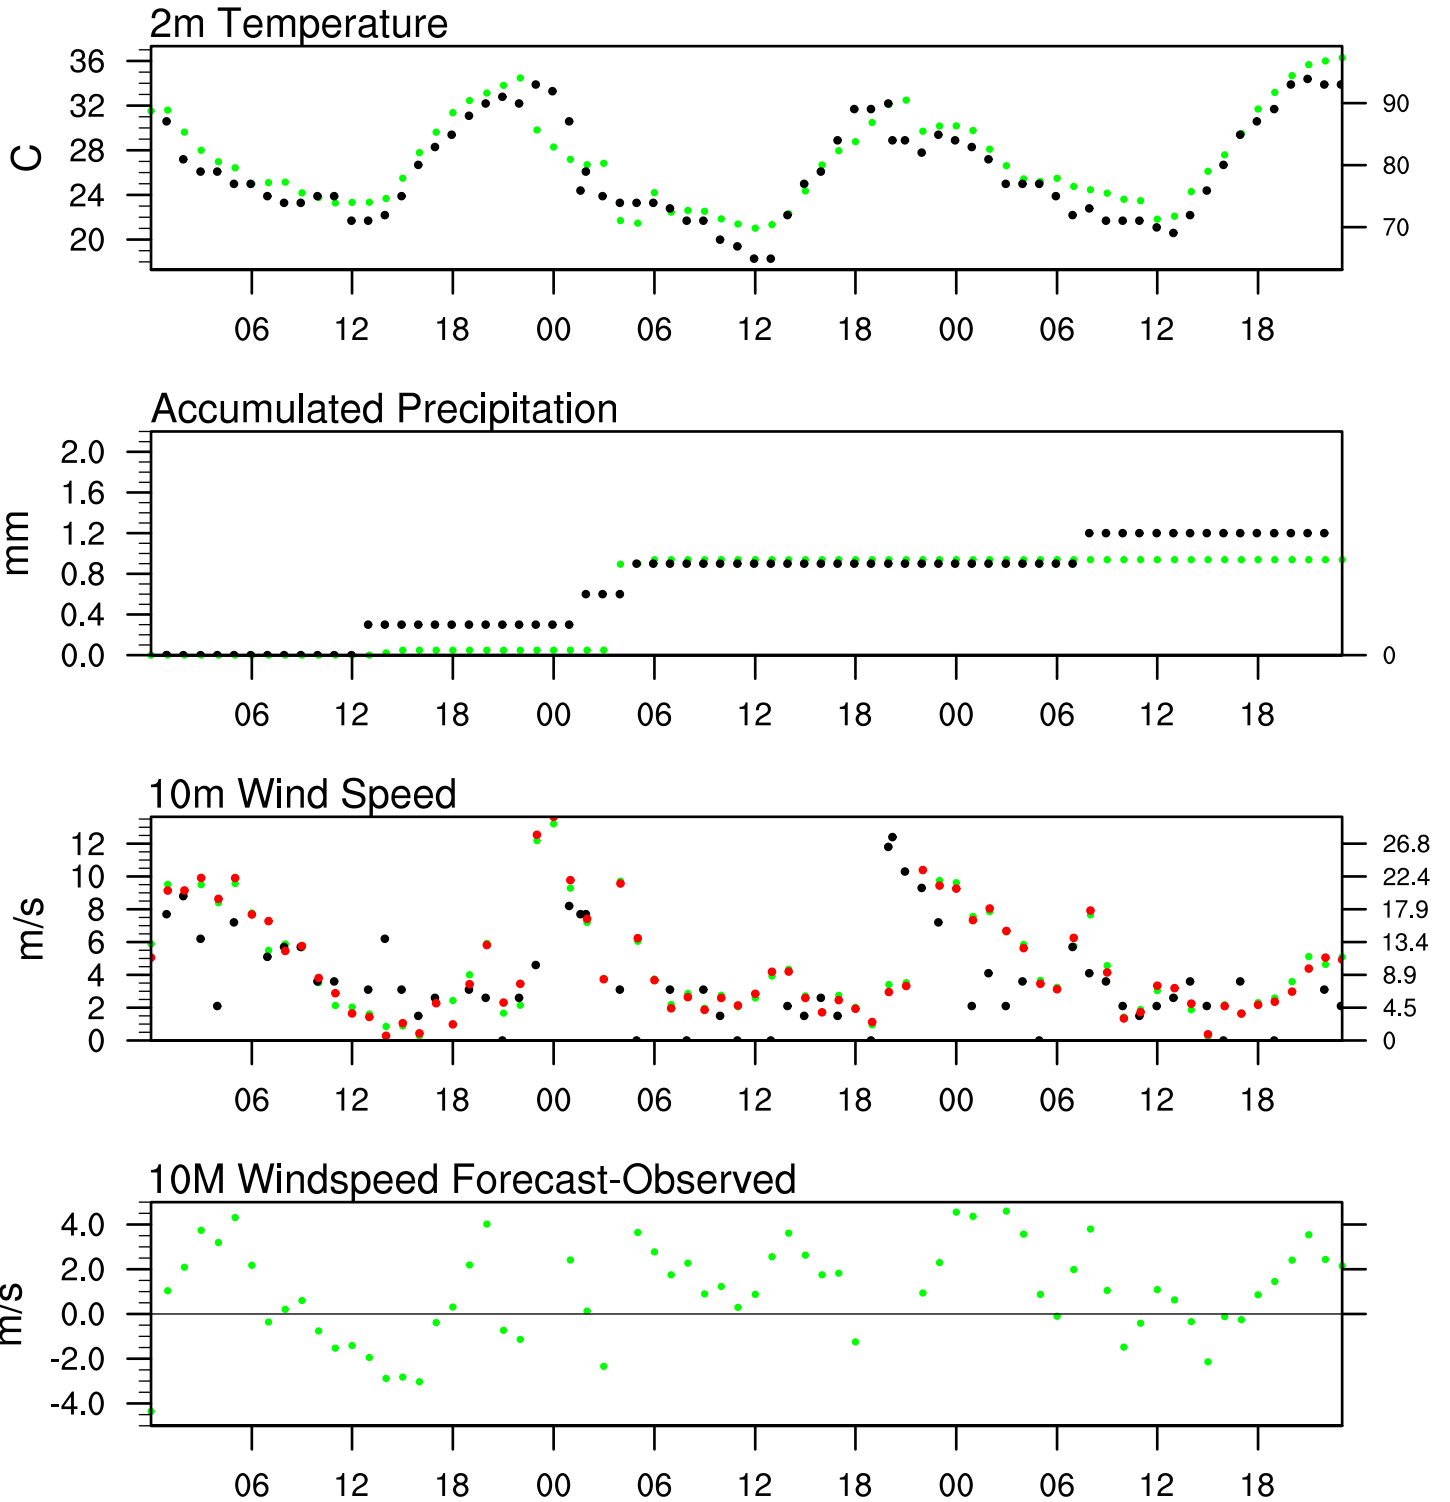 2m Temperature
C
36
32
28
24
20
90
80
70
06 12 18 00 06 12 18 00 06 12 18
Accumulated Precipitation
mm
2.0
1.6
1.2
0.8
0.4
0.0
0
06 12 18 00 06 12 18 00 06 12 18
10m Wind Speed
m/s
12
10
8
6
4
2
0
26.8
22.4
17.9
13.4
8.9
4.5
0
06 12 18 00 06 12 18 00 06 12 18
10M Windspeed Forecast-Observed
m/s
4.0
2.0
0.0
-2.0
-4.0
06 12 18 00 06 12 18 00 06 12 18